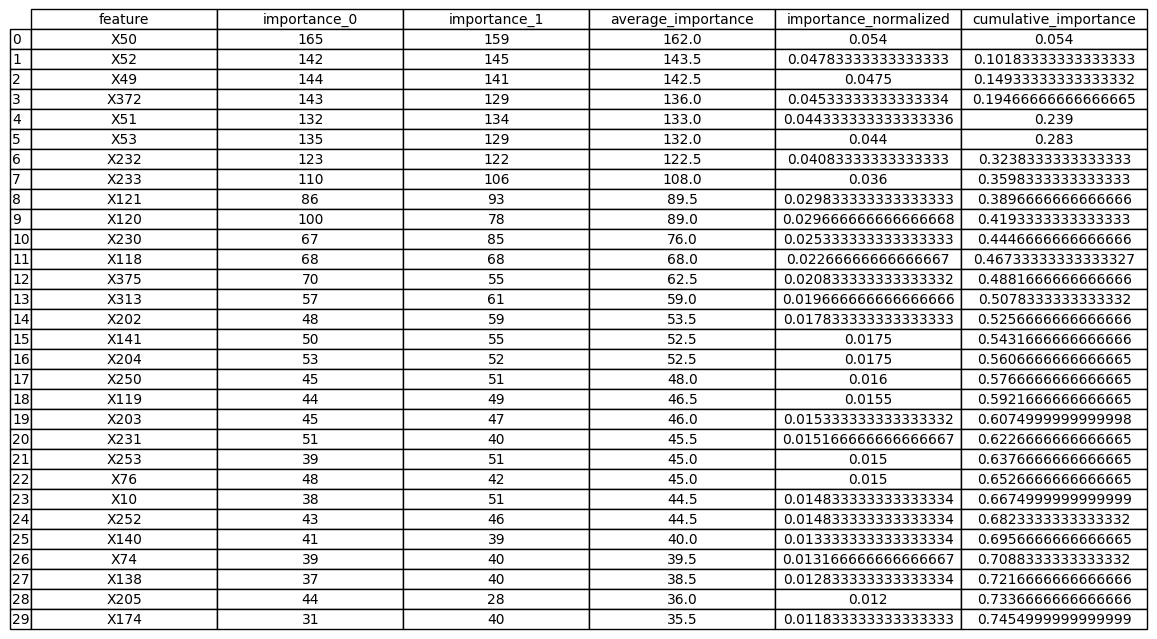 feature importance_0 importance_1 average_importance importance_normalized cumulative_importance
0 X50 165 159 162.0 0.054 0.054
1 X52 142 145 143.5 0.04783333333333333 0.10183333333333333
2 X49 144 141 142.5 0.0475 0.14933333333333332
3 X372 143 129 136.0 0.04533333333333334 0.19466666666666665
4 X51 132 134 133.0 0.044333333333333336 0.239
5 X53 135 129 132.0 0.044 0.283
6 X232 123 122 122.5 0.04083333333333333 0.3238333333333333
7 X233 110 106 108.0 0.036 0.3598333333333333
8 X121 86 93 89.5 0.029833333333333333 0.3896666666666666
9 X120 100 78 89.0 0.029666666666666668 0.4193333333333333
10 X230 67 85 76.0 0.025333333333333333 0.4446666666666666
11 X118 68 68 68.0 0.02266666666666667 0.46733333333333327
12 X375 70 55 62.5 0.020833333333333332 0.4881666666666666
13 X313 57 61 59.0 0.019666666666666666 0.5078333333333332
14 X202 48 59 53.5 0.017833333333333333 0.5256666666666666
15 X141 50 55 52.5 0.0175 0.5431666666666666
16 X204 53 52 52.5 0.0175 0.5606666666666665
17 X250 45 51 48.0 0.016 0.5766666666666665
18 X119 44 49 46.5 0.0155 0.5921666666666665
19 X203 45 47 46.0 0.015333333333333332 0.6074999999999998
20 X231 51 40 45.5 0.015166666666666667 0.6226666666666665
21 X253 39 51 45.0 0.015 0.6376666666666665
22 X76 48 42 45.0 0.015 0.6526666666666665
23 X10 38 51 44.5 0.014833333333333334 0.6674999999999999
24 X252 43 46 44.5 0.014833333333333334 0.6823333333333332
25 X140 41 39 40.0 0.013333333333333334 0.6956666666666665
26 X74 39 40 39.5 0.013166666666666667 0.7088333333333332
27 X138 37 40 38.5 0.012833333333333334 0.7216666666666666
28 X205 44 28 36.0 0.012 0.7336666666666666
29 X174 31 40 35.5 0.011833333333333333 0.7454999999999999